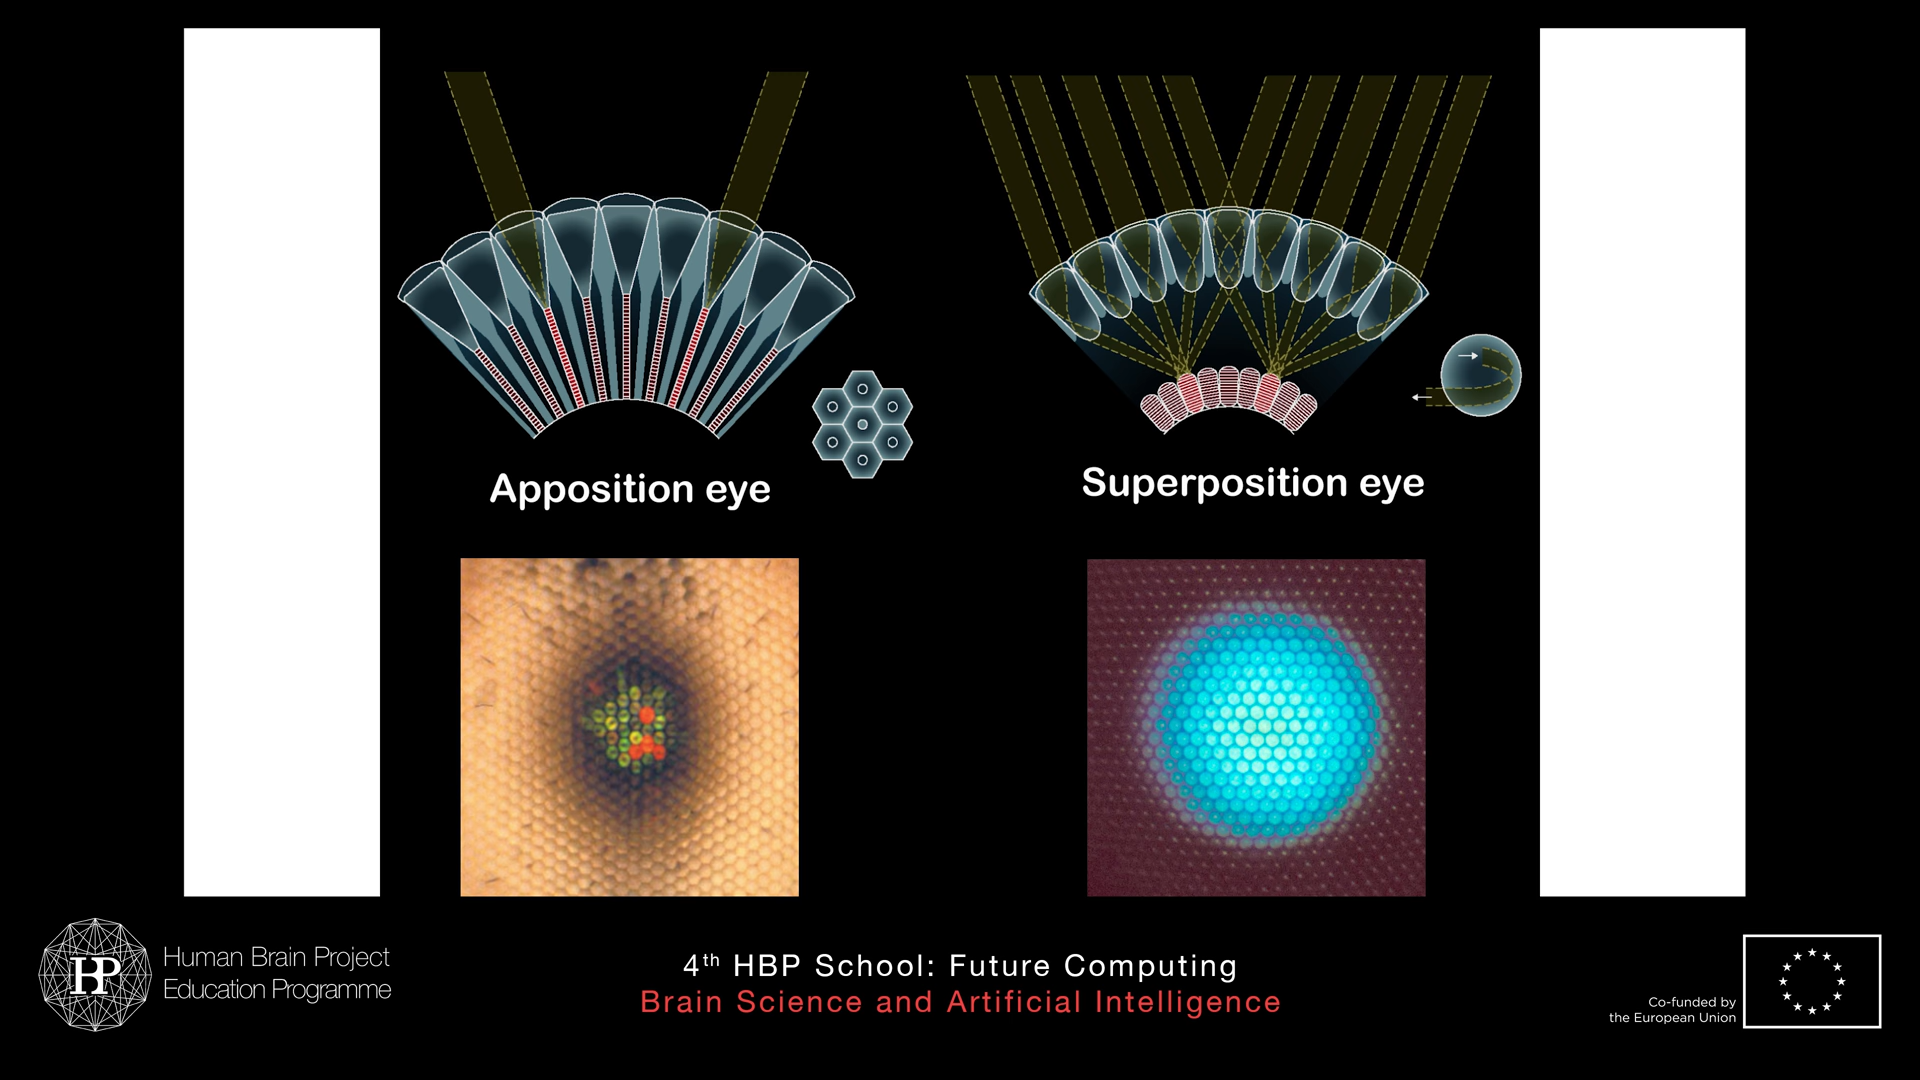 Apposition eye
Superposition eye
HBP
Human Brain Project
Education Programme
4th HBP School: Future Computing
Brain Science and Artificial Intelligence
Co-funded by
the European Union